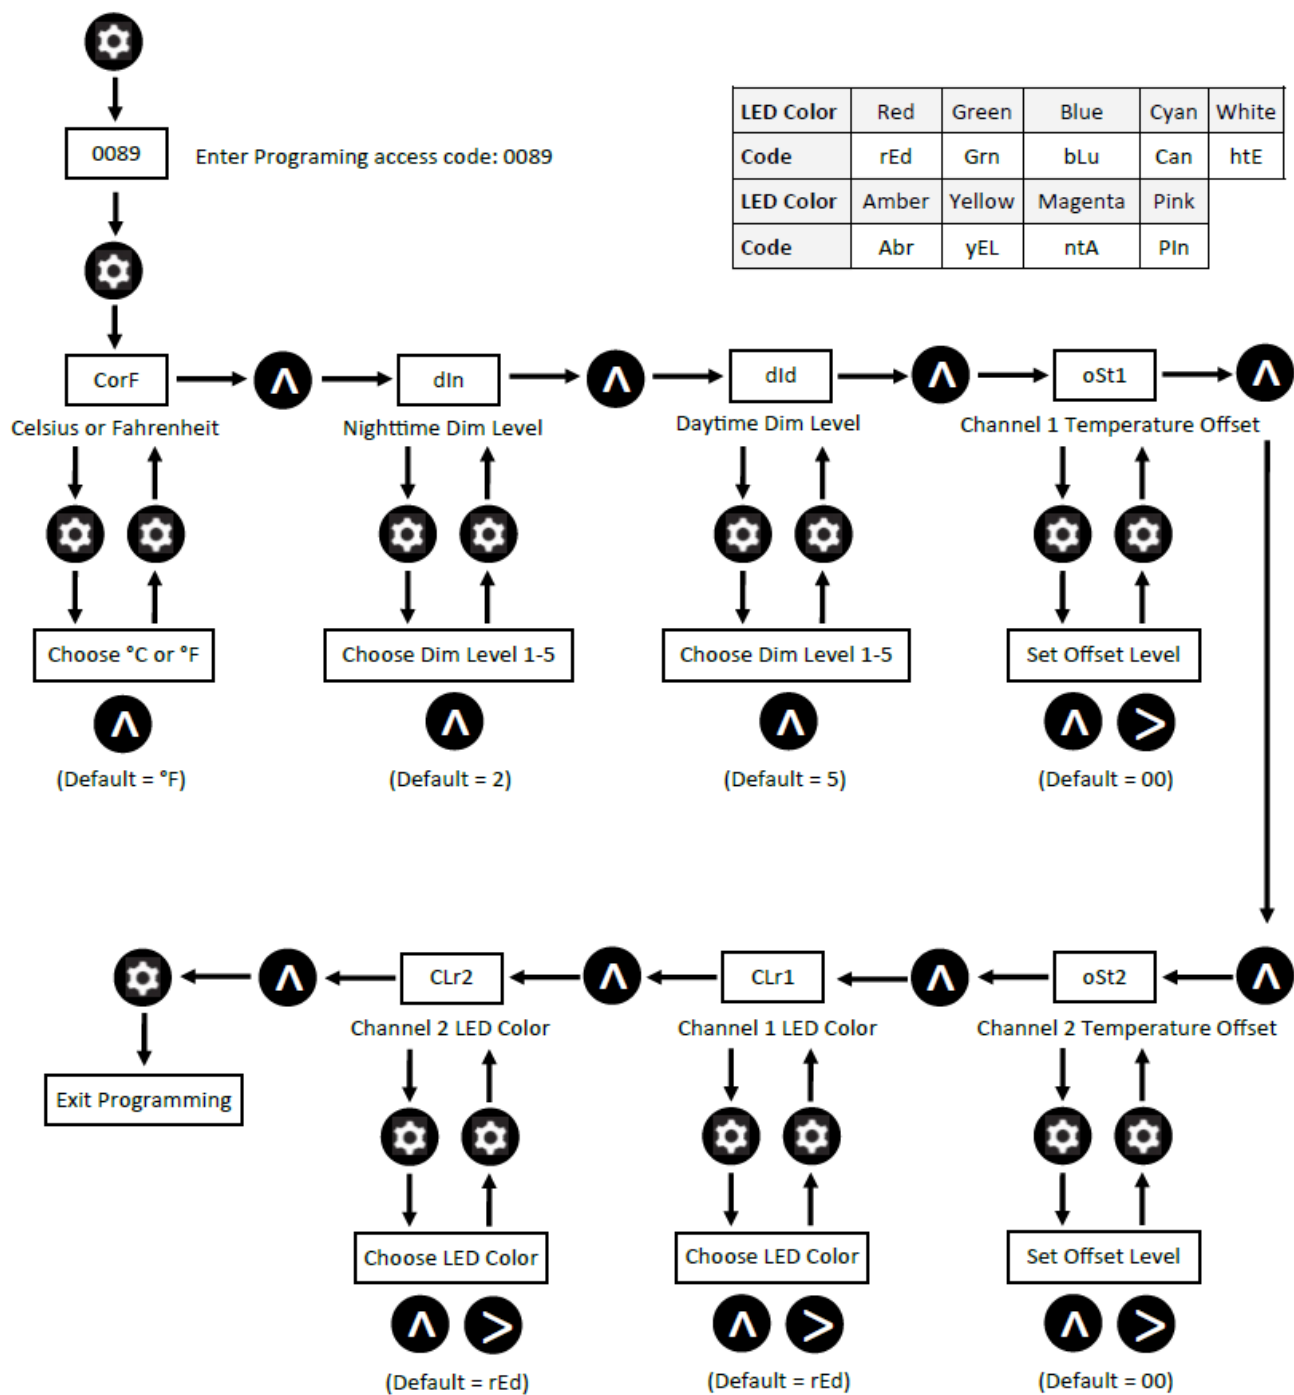 LED Color Red Green Blue Cyan White
Code rEd Grn bLu Can htE
LED Color Amber Yellow Magenta Pink
Code Abr yEL ntA PIn
0089 Enter Programing access code: 0089
CorF dIn dId oSt1
Celsius or Fahrenheit Nighttime Dim Level Daytime Dim Level Channel 1 Temperature Offset
Choose °C or °F Choose Dim Level 1-5 Choose Dim Level 1-5 Set Offset Level
(Default = °F) (Default = 2) (Default = 5) (Default = 00)
CLr2 CLr1 oSt2
Channel 2 LED Color Channel 1 LED Color Channel 2 Temperature Offset
Exit Programming
Choose LED Color Choose LED Color Set Offset Level
(Default = rEd) (Default = rEd) (Default = 00)